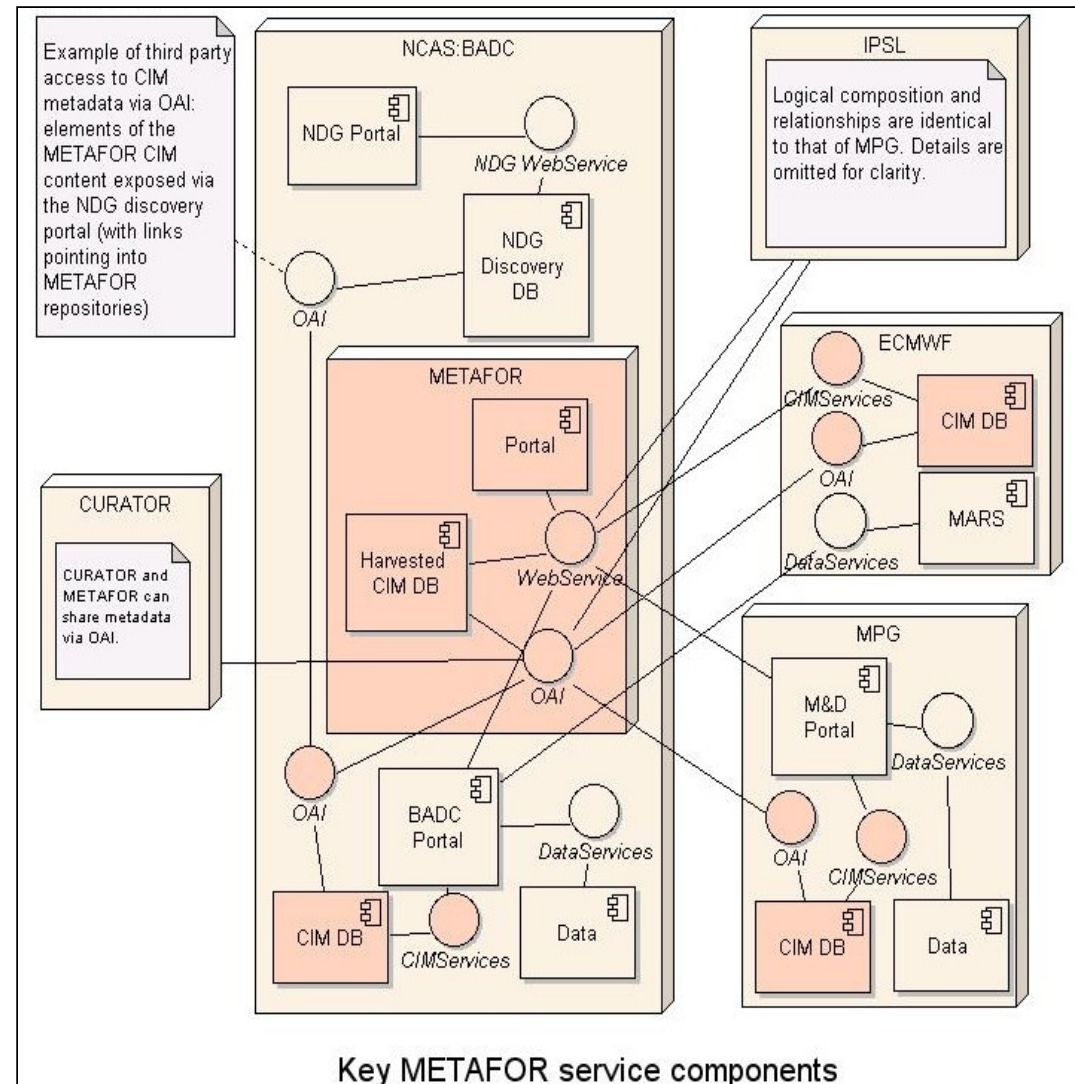 Example of third party
access to CIM
metadata via OAI:
elements of the
METAFOR CIM
content exposed via
the NDG discovery
portal (with links
pointing into
METAFOR
repositories)
NCAS:BADC
NDG Portal
NDG WebService
NDG
Discovery
DB
OAI
METAFOR
Portal
Harvested
CIM DB
WebService
OAI
OAI
BADC
Portal
DataServices
CIM DB
CIMServices
Data
CURATOR
CURATOR and
METAFOR can
share metadata
via OAI.
IPSL
Logical composition and
relationships are identical
to that of MPG. Details are
omitted for clarity.
ECMWF
CIMServices
CIM DB
OAI
MARS
DataServices
MPG
M&D
Portal
DataServices
OAI
CIMServices
CIM DB
Data
Key METAFOR service components